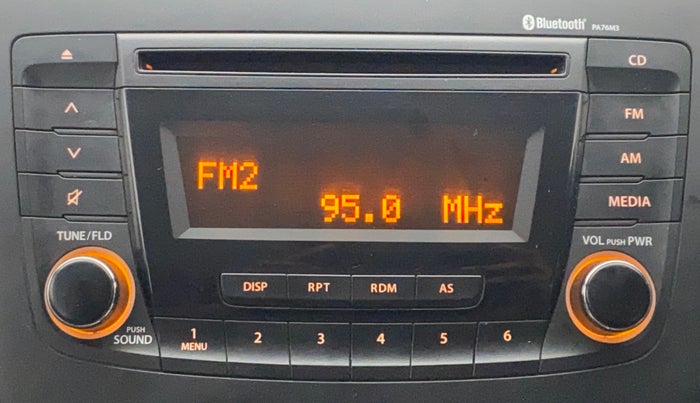 Bluetooth® PA76M3
CD
FM
AM
MEDIA
FM2
95.0 MHz
TUNE/FLD
VOL PUSH PWR
DISP RPT RDM AS
PUSH
SOUND
1 2 3 4 5 6
MENU